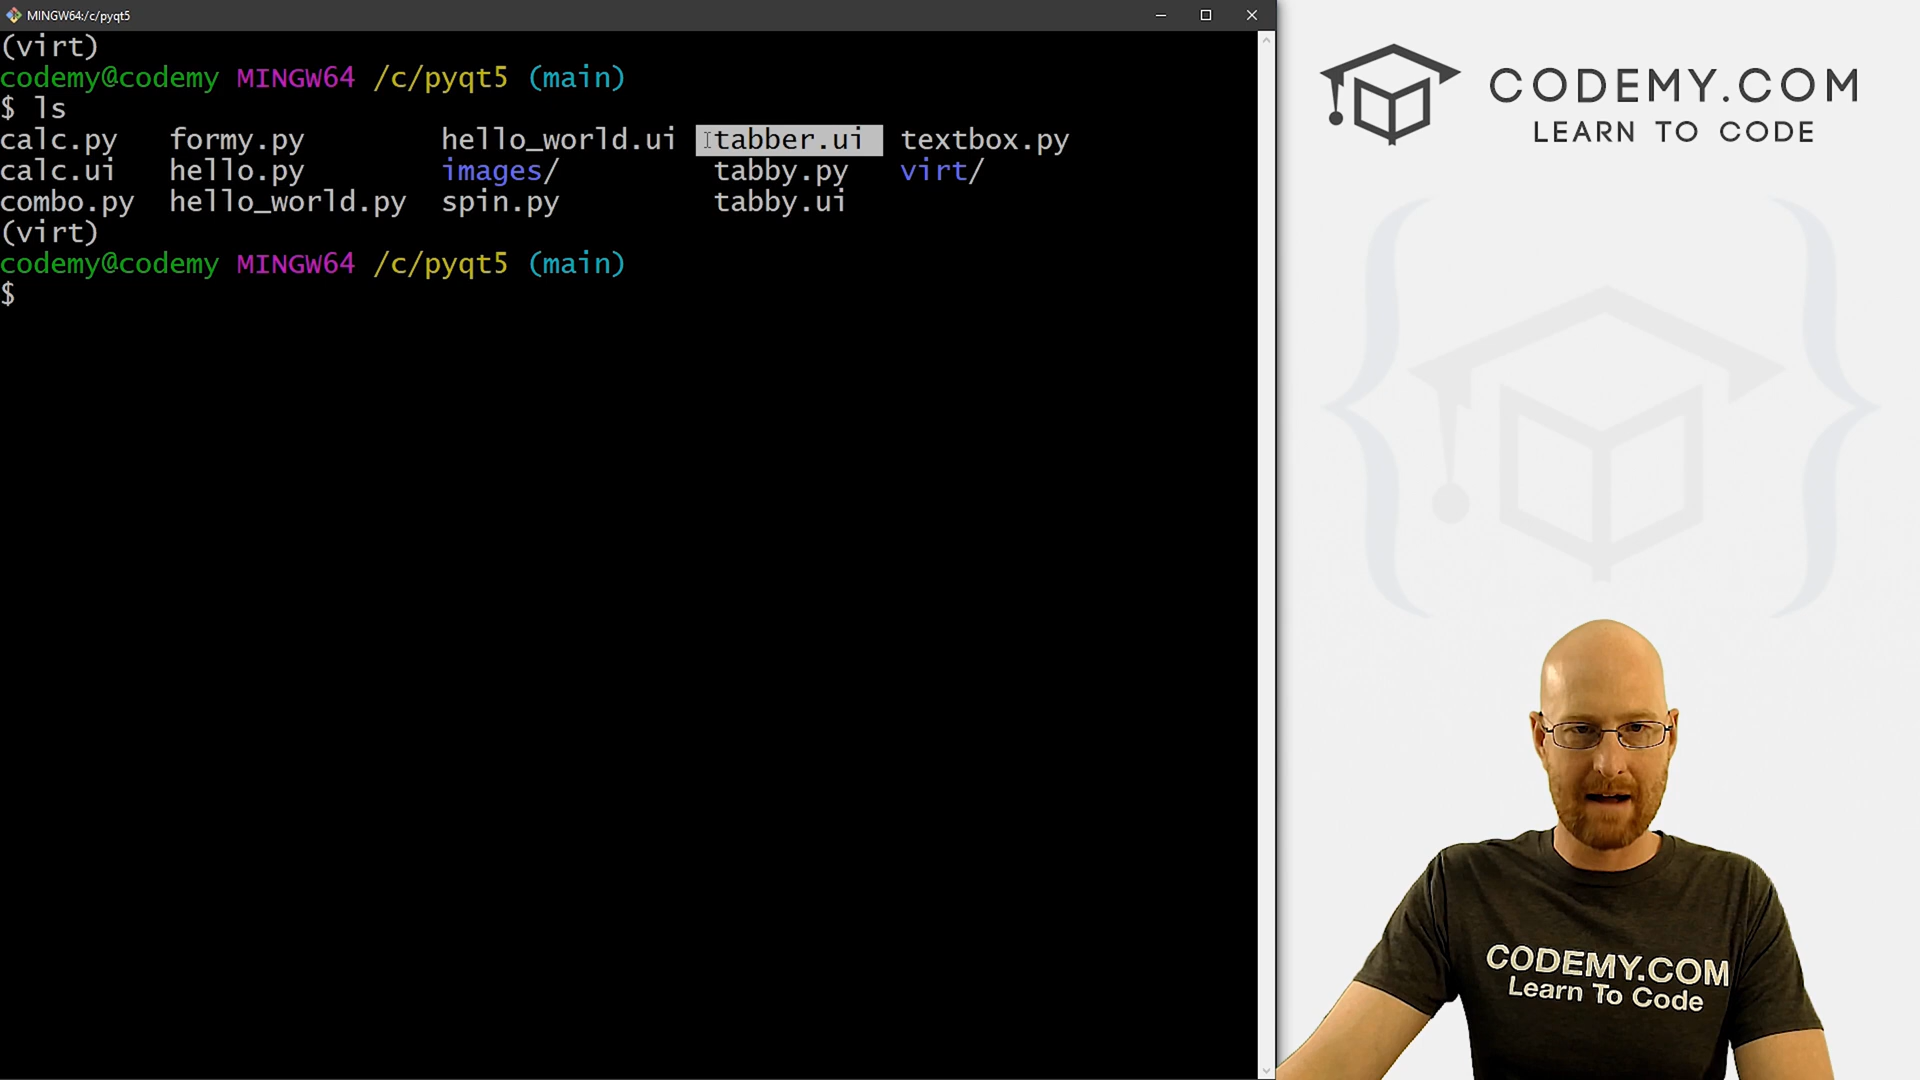 MINGW64:/c/pyqt5
(virt)
codemy@codemy MINGW64 /c/pyqt5 (main)
$ ls
calc.py formy.py hello_world.ui tabber.ui textbox.py
calc.ui hello.py images/ tabby.py virt/
combo.py hello_world.py spin.py tabby.ui
(virt)
codemy@codemy MINGW64 /c/pyqt5 (main)
$
CODEMY.COM
LEARN TO CODE
CODEMY.COM
Learn To Code